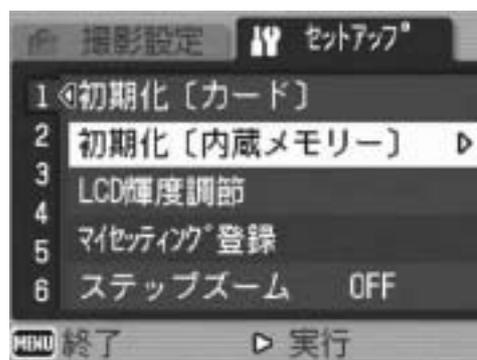 撮影設定 セットアップ
1 初期化〔カード〕
2 初期化〔内蔵メモリー〕
3 LCD輝度調節
4
5 マイセッティング登録
6 ステップズーム OFF
MENU 終了 実行